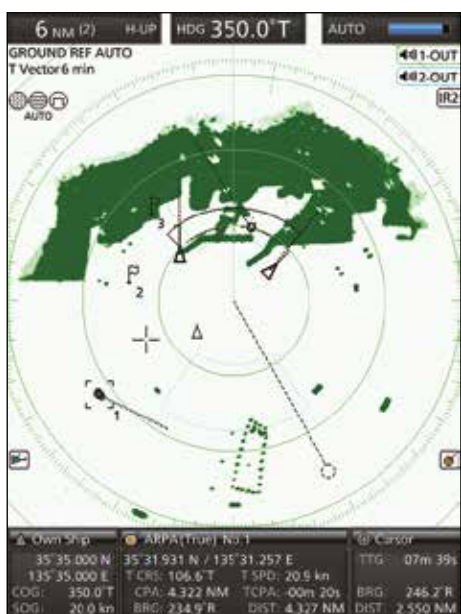 6 NM (2) H-UP HDG 350.0°T AUTO
GROUND REF AUTO
T Vector 6 min
1-OUT
2-OUT
IR2
AUTO
3
2
1
Own Ship
35°35.000 N
135°35.000 E
COG: 350.0°T
SOG: 20.0 kn
ARPA(True) No.1
35°31.931 N / 135°31.257 E
T CRS: 106.6°T T SPD: 20.9 kn
CPA: 4.322 NM TCPA: -00m 20s
BRG: 234.9°R DIST: 4.327 NM
Cursor
TTG: 07m 39s
BRG: 246.2°R
DIST: 2.550 NM